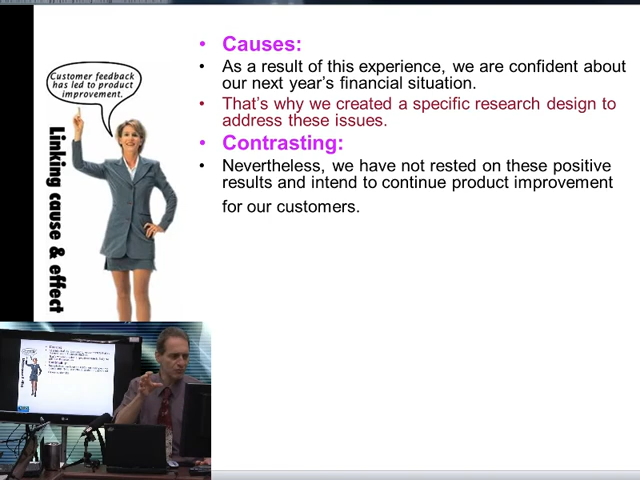 • Causes:
• As a result of this experience, we are confident about
our next year's financial situation.
• That's why we created a specific research design to
address these issues.
• Contrasting:
• Nevertheless, we have not rested on these positive
results and intend to continue product improvement
for our customers.
Customer feedback
has led to product
improvement.
Linking cause & effect